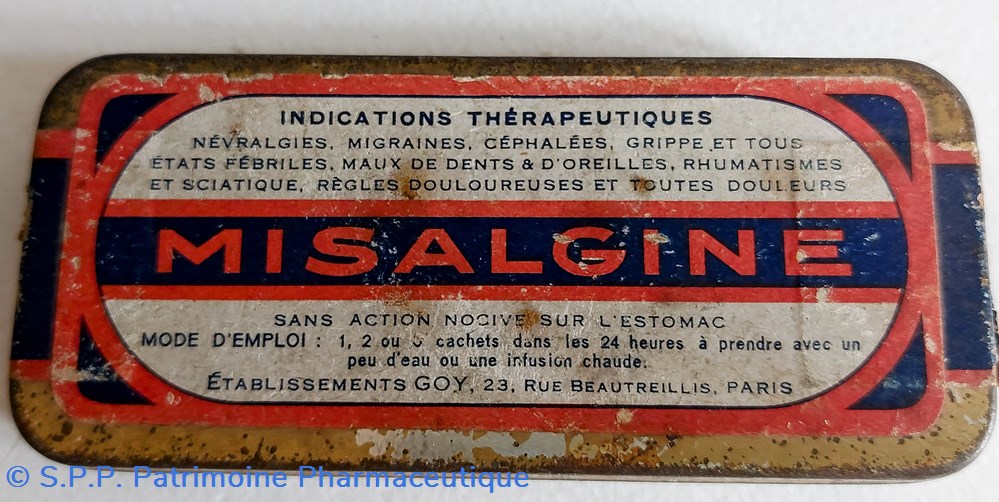 INDICATIONS THÉRAPEUTIQUES
NÉVRALGIES, MIGRAINES, CÉPHALÉES, GRIPPE ET TOUS
ÉTATS FÉBRILES, MAUX DE DENTS & D'OREILLES, RHUMATISMES
ET SCIATIQUE, RÈGLES DOULOUREUSES ET TOUTES DOULEURS
MISALGINE
SANS ACTION NOCIVE SUR L'ESTOMAC
MODE D'EMPLOI : 1, 2 ou cachets dans les 24 heures à prendre avec un
peu d'eau ou une infusion chaude.
ÉTABLISSEMENTS GOY, 23, RUE BEAUTREILLIS, PARIS
© S.P.P. Patrimoine Pharmaceutique